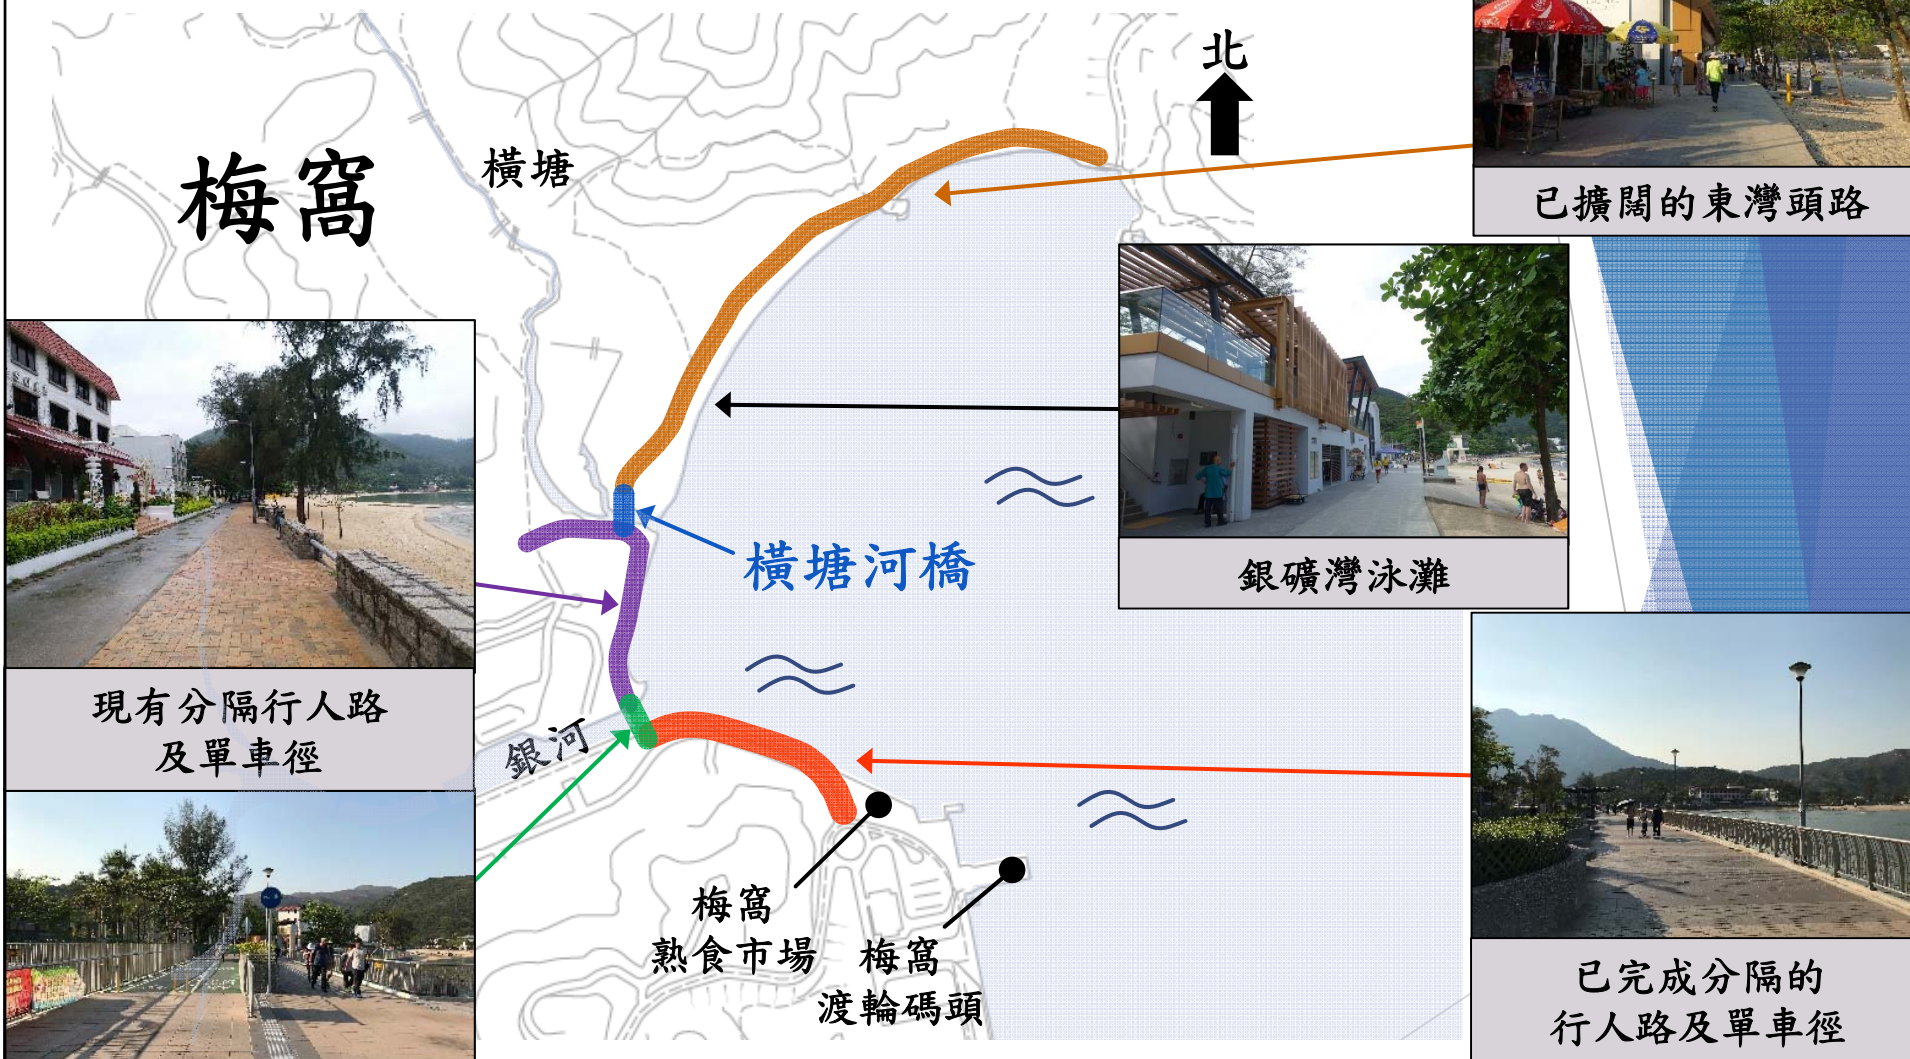 北
梅窩
橫塘
已擴闊的東灣頭路
銀礦灣泳灘
橫塘河橋
現有分隔行人路
及單車徑
銀河
梅窩
熟食市場
梅窩
渡輪碼頭
已完成分隔的
行人路及單車徑